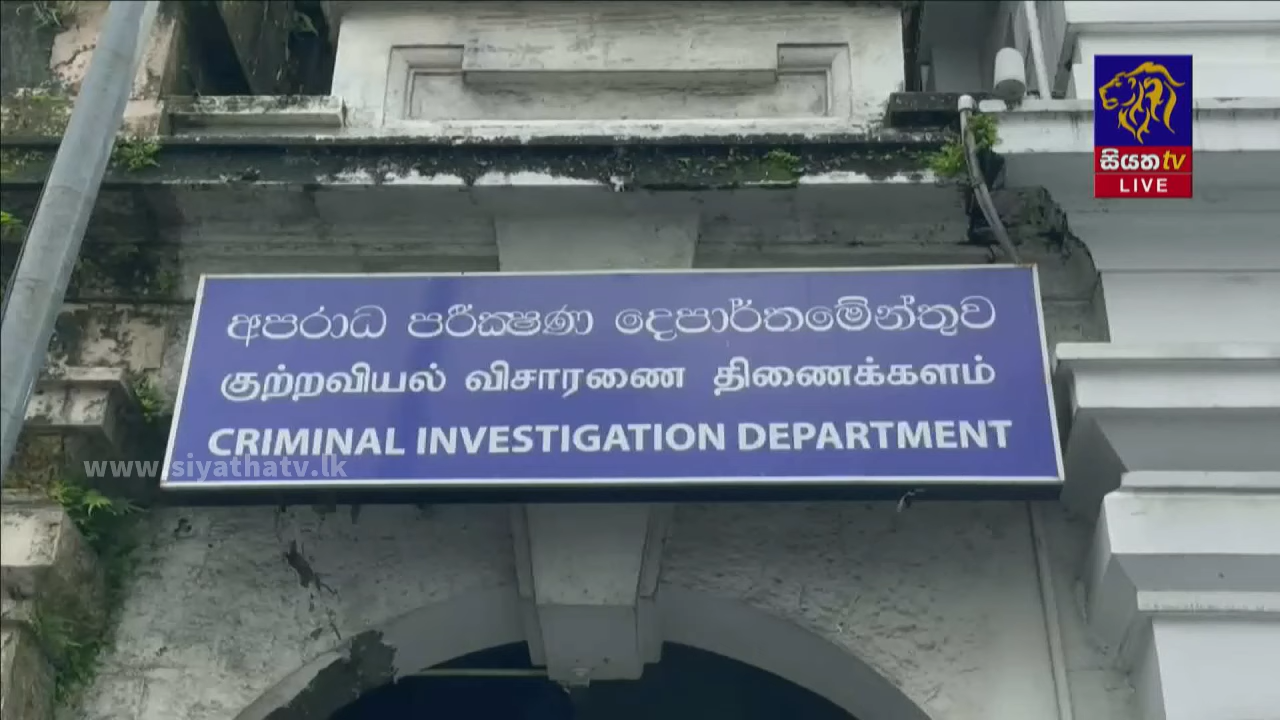 සියත tv
LIVE
අපරාධ පරීක්ෂණ දෙපාර්තමේන්තුව
குற்றவியல் விசாரணை திணைக்களம்
CRIMINAL INVESTIGATION DEPARTMENT
www.siyathatv.lk